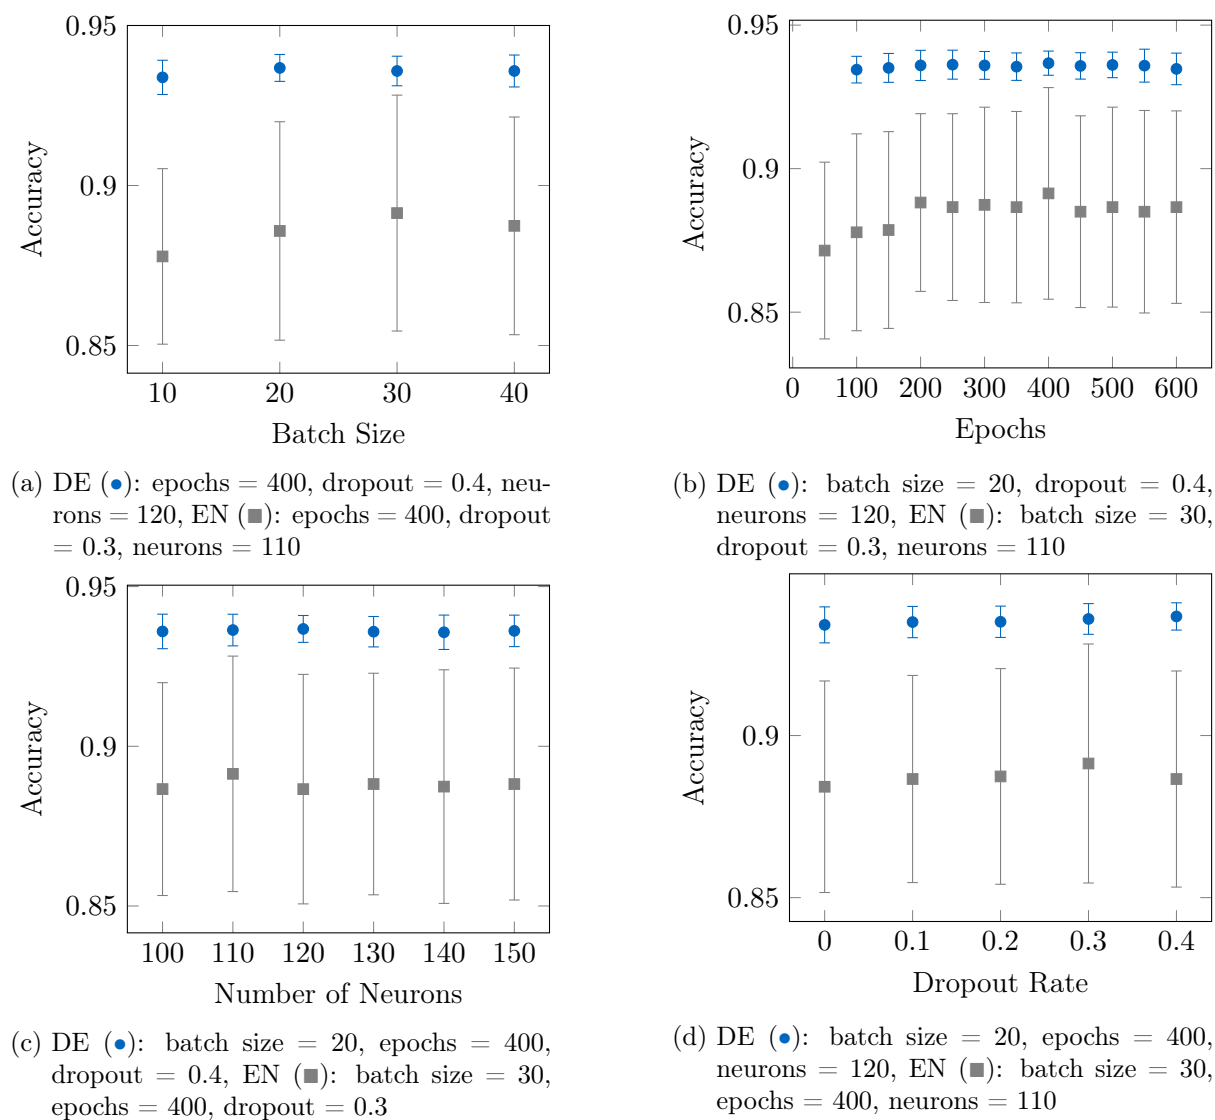 0.95
0.9
0.85
Accuracy
10 20 30 40
Batch Size
(a) DE (●): epochs = 400, dropout = 0.4, neu-
rons = 120, EN (■): epochs = 400, dropout
= 0.3, neurons = 110
0.95
0.9
0.85
Accuracy
0 100 200 300 400 500 600
Epochs
(b) DE (●): batch size = 20, dropout = 0.4,
neurons = 120, EN (■): batch size = 30,
dropout = 0.3, neurons = 110
0.95
0.9
0.85
Accuracy
100 110 120 130 140 150
Number of Neurons
(c) DE (●): batch size = 20, epochs = 400,
dropout = 0.4, EN (■): batch size = 30,
epochs = 400, dropout = 0.3
0.9
0.85
Accuracy
0 0.1 0.2 0.3 0.4
Dropout Rate
(d) DE (●): batch size = 20, epochs = 400,
neurons = 120, EN (■): batch size = 30,
epochs = 400, neurons = 110